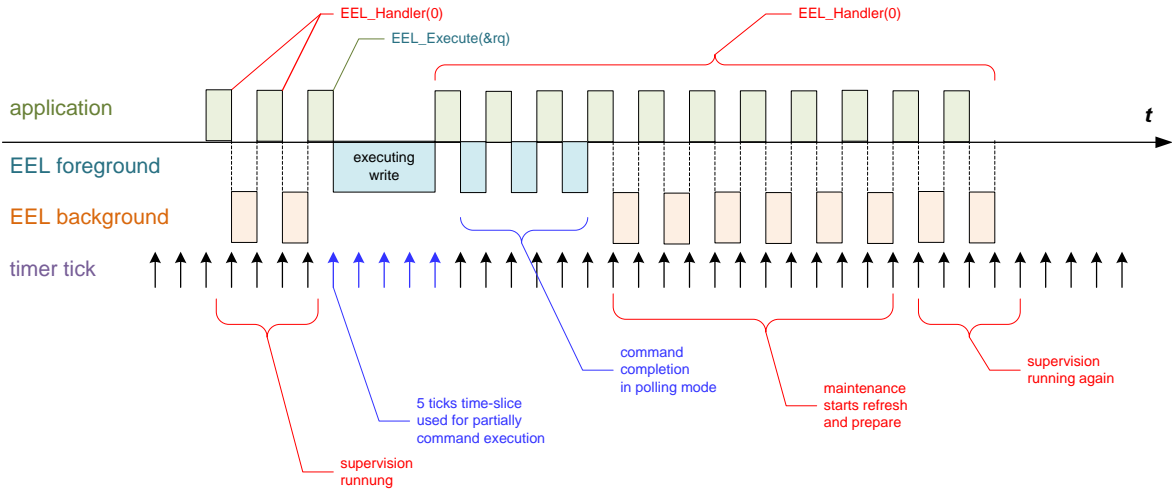 EEL_Handler(0)
EEL_Handler(0)
EEL_Execute(&rq)
application
t
EEL foreground
executing
write
EEL background
timer tick
command
completion
in polling mode
supervision
running again
maintenance
starts refresh
and prepare
5 ticks time-slice
used for partially
command execution
supervision
runnung